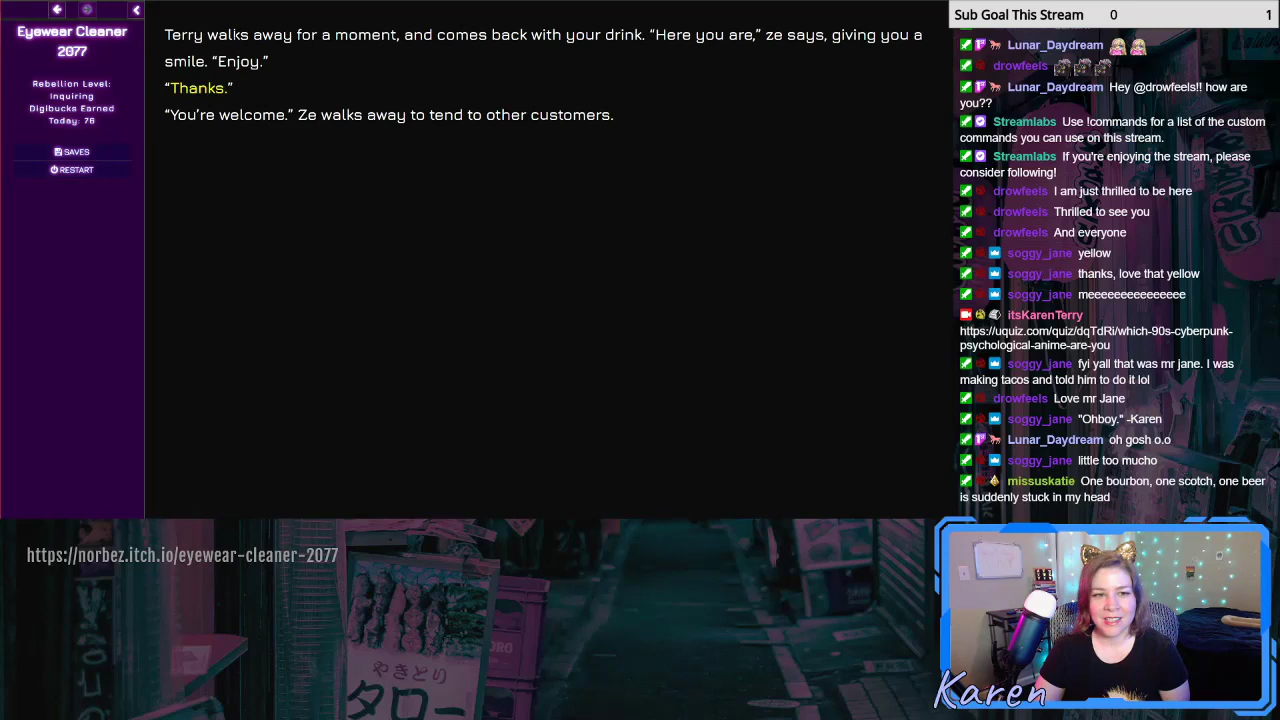 Eyewear Cleaner
2077
Rebellion Level:
Inquiring
Digibucks Earned
Today: 76
SAVES
RESTART
Terry walks away for a moment, and comes back with your drink. “Here you are,” ze says, giving you a
smile. “Enjoy.”
“Thanks.”
“You’re welcome.” Ze walks away to tend to other customers.
Sub Goal This Stream 0 1
Lunar_Daydream
drowfeels
Lunar_Daydream Hey @drowfeels!! how are
you??
Streamlabs Use !commands for a list of the custom
commands you can use on this stream.
Streamlabs If you're enjoying the stream, please
consider following!
drowfeels I am just thrilled to be here
drowfeels Thrilled to see you
drowfeels And everyone
soggy_jane yellow
soggy_jane thanks, love that yellow
soggy_jane meeeeeeeeeeeeee
itsKarenTerry
https://uquiz.com/quiz/dqTdRi/which-90s-cyberpunk-
psychological-anime-are-you
soggy_jane fyi yall that was mr jane. I was
making tacos and told him to do it lol
drowfeels Love mr Jane
soggy_jane "Ohboy." -Karen
Lunar_Daydream oh gosh o.o
soggy_jane little too mucho
missuskatie One bourbon, one scotch, one beer
is suddenly stuck in my head
https://norbez.itch.io/eyewear-cleaner-2077
やきとり
タワー
Karen